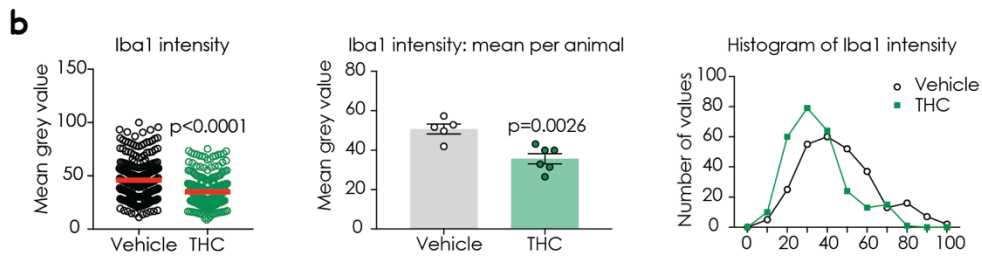 b
Iba1 intensity
Mean grey value
150
100
50
0
p<0.0001
Vehicle
THC
Iba1 intensity: mean per animal
Mean grey value
80
60
40
20
0
p=0.0026
Vehicle
THC
Histogram of Iba1 intensity
Number of values
100
80
60
40
20
0
Vehicle
THC
0 20 40 60 80 100